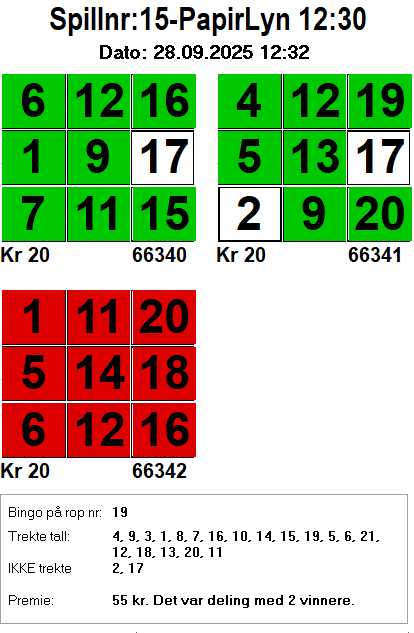 Spillnr:15-PapirLyn 12:30
Dato: 28.09.2025 12:32
6 12 16
1 9 17
7 11 15
Kr 20 66340
4 12 19
5 13 17
2 9 20
Kr 20 66341
1 11 20
5 14 18
6 12 16
Kr 20 66342
Bingo på rop nr: 19
Trekte tall: 4, 9, 3, 1, 8, 7, 16, 10, 14, 15, 19, 5, 6, 21,
12, 18, 13, 20, 11
IKKE trekte 2, 17
Premie: 55 kr. Det var deling med 2 vinnere.